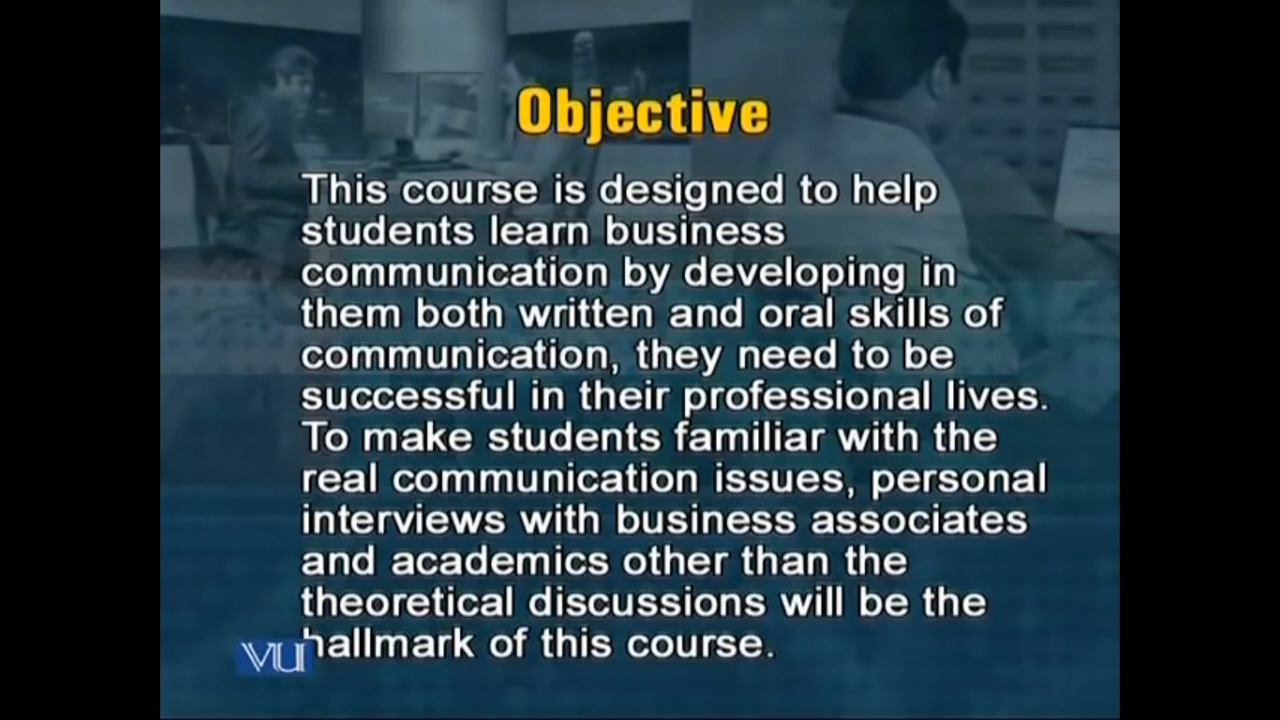 Objective
This course is designed to help
students learn business
communication by developing in
them both written and oral skills of
communication, they need to be
successful in their professional lives.
To make students familiar with the
real communication issues, personal
interviews with business associates
and academics other than the
theoretical discussions will be the
hallmark of this course.
VU